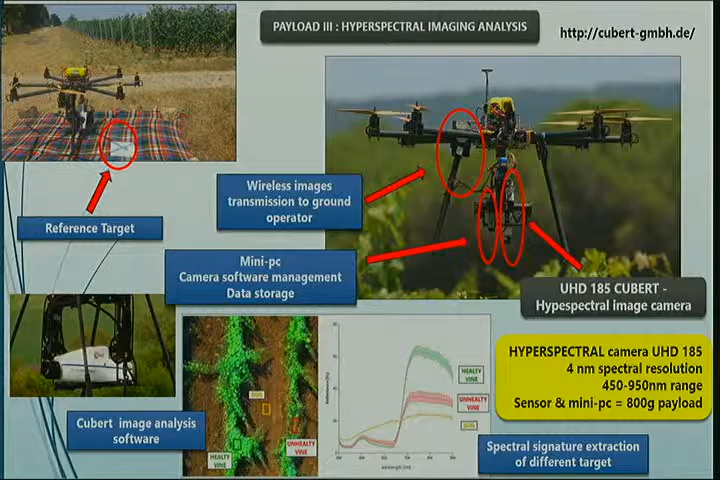 PAYLOAD III : HYPERSPECTRAL IMAGING ANALYSIS
http://cubert-gmbh.de/
Wireless images
transmission to ground
operator
Reference Target
Mini-pc
Camera software management
Data storage
UHD 185 CUBERT -
Hypespectral image camera
HYPERSPECTRAL camera UHD 185
4 nm spectral resolution
450-950nm range
Sensor & mini-pc = 800g payload
Cubert image analysis
software
SOIL
HEALTY
VINE
UNHEALTY
VINE
HEALTY
VINE
UNHEALTY
VINE
SOIL
Spectral signature extraction
of different target